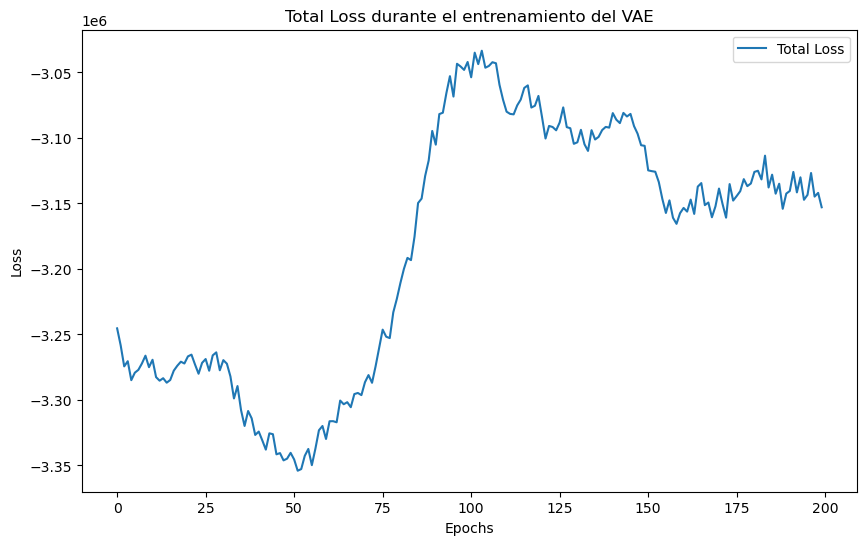 Total Loss durante el entrenamiento del VAE
1e6
Total Loss
−3.05
−3.10
−3.15
−3.20
−3.25
−3.30
−3.35
Loss
0 25 50 75 100 125 150 175 200
Epochs